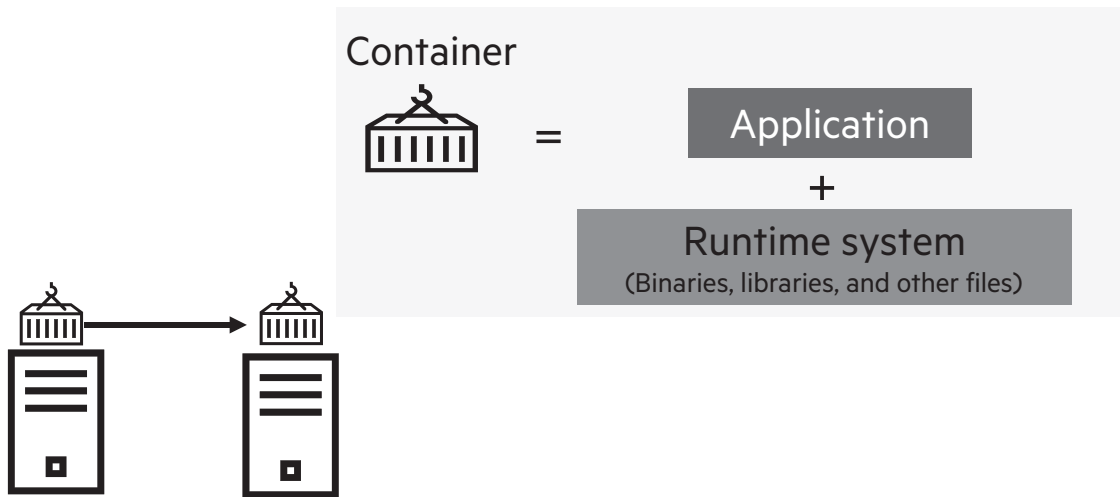 Container
=
Application
+
Runtime system
(Binaries, libraries, and other files)